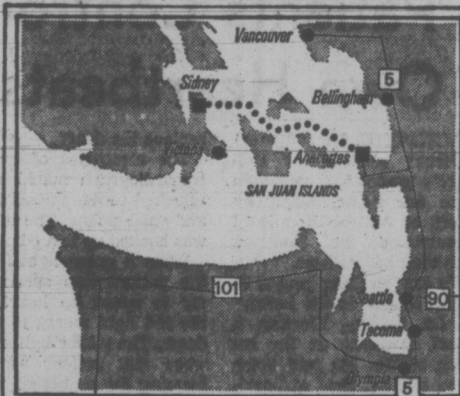 Vancouver
Sidney
5
Bellingham
Victoria
Anacortes
SAN JUAN ISLANDS
101
Seattle
90
Tacoma
Olympia
5